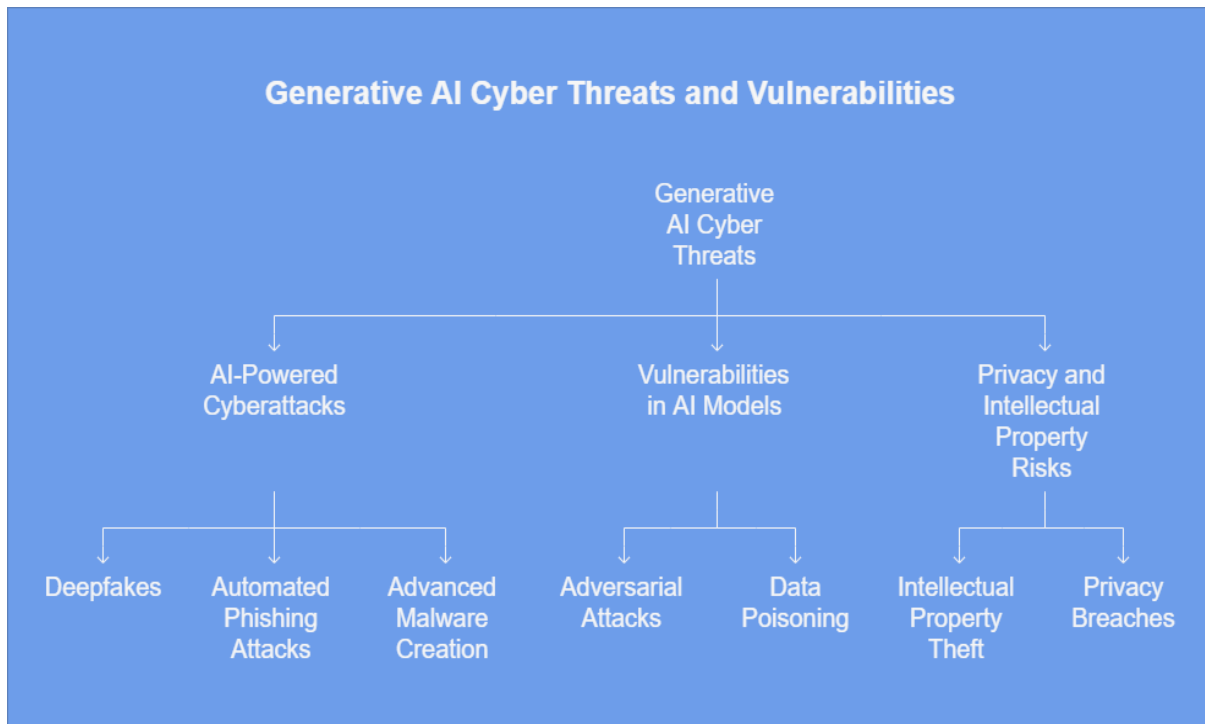 Generative AI Cyber Threats and Vulnerabilities
Generative
AI Cyber
Threats
AI-Powered
Cyberattacks
Vulnerabilities
in AI Models
Privacy and
Intellectual
Property
Risks
Deepfakes
Automated
Phishing
Attacks
Advanced
Malware
Creation
Adversarial
Attacks
Data
Poisoning
Intellectual
Property
Theft
Privacy
Breaches